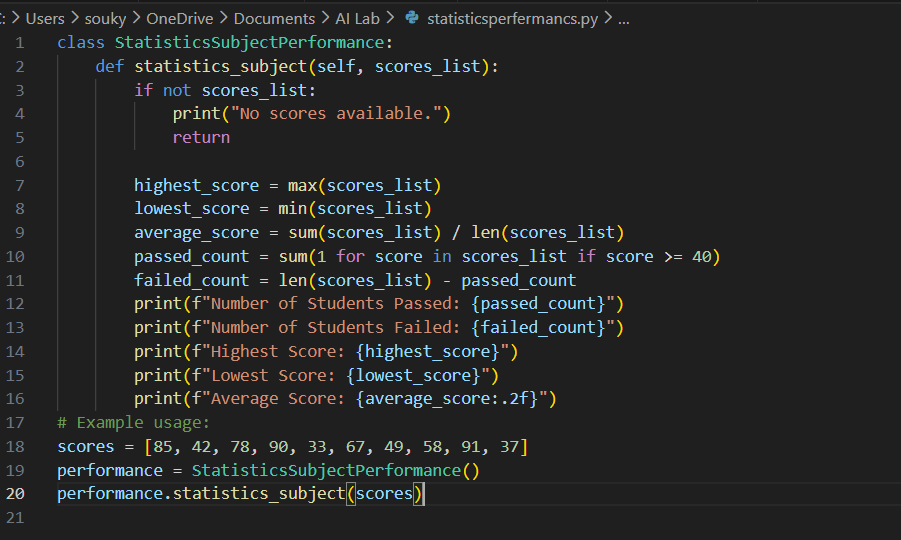 : > Users > souky > OneDrive > Documents > AI Lab > statisticsperfermancs.py > ...
1 class StatisticsSubjectPerformance:
2     def statistics_subject(self, scores_list):
3         if not scores_list:
4             print("No scores available.")
5             return
6
7         highest_score = max(scores_list)
8         lowest_score = min(scores_list)
9         average_score = sum(scores_list) / len(scores_list)
10         passed_count = sum(1 for score in scores_list if score >= 40)
11         failed_count = len(scores_list) - passed_count
12         print(f"Number of Students Passed: {passed_count}")
13         print(f"Number of Students Failed: {failed_count}")
14         print(f"Highest Score: {highest_score}")
15         print(f"Lowest Score: {lowest_score}")
16         print(f"Average Score: {average_score:.2f}")
17 # Example usage:
18 scores = [85, 42, 78, 90, 33, 67, 49, 58, 91, 37]
19 performance = StatisticsSubjectPerformance()
20 performance.statistics_subject(scores)
21